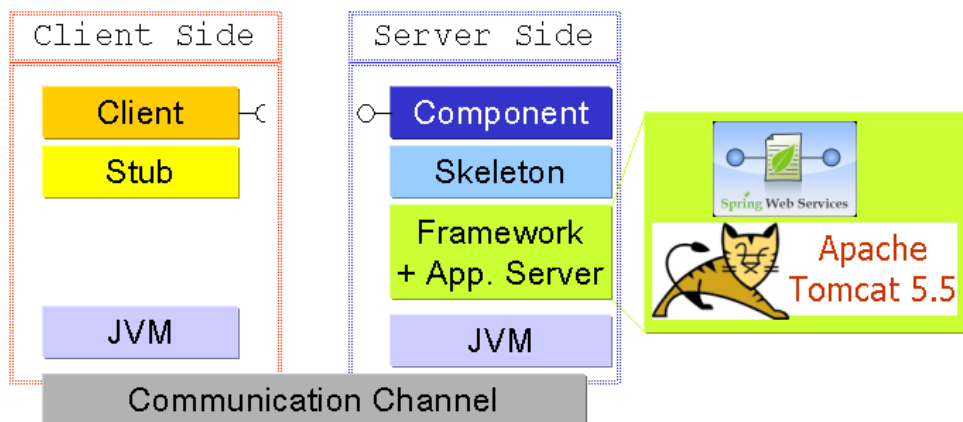 Client Side
Server Side
Client
Component
Stub
Skeleton
Framework
+ App. Server
JVM
JVM
Communication Channel
Spring Web Services
Apache
Tomcat 5.5